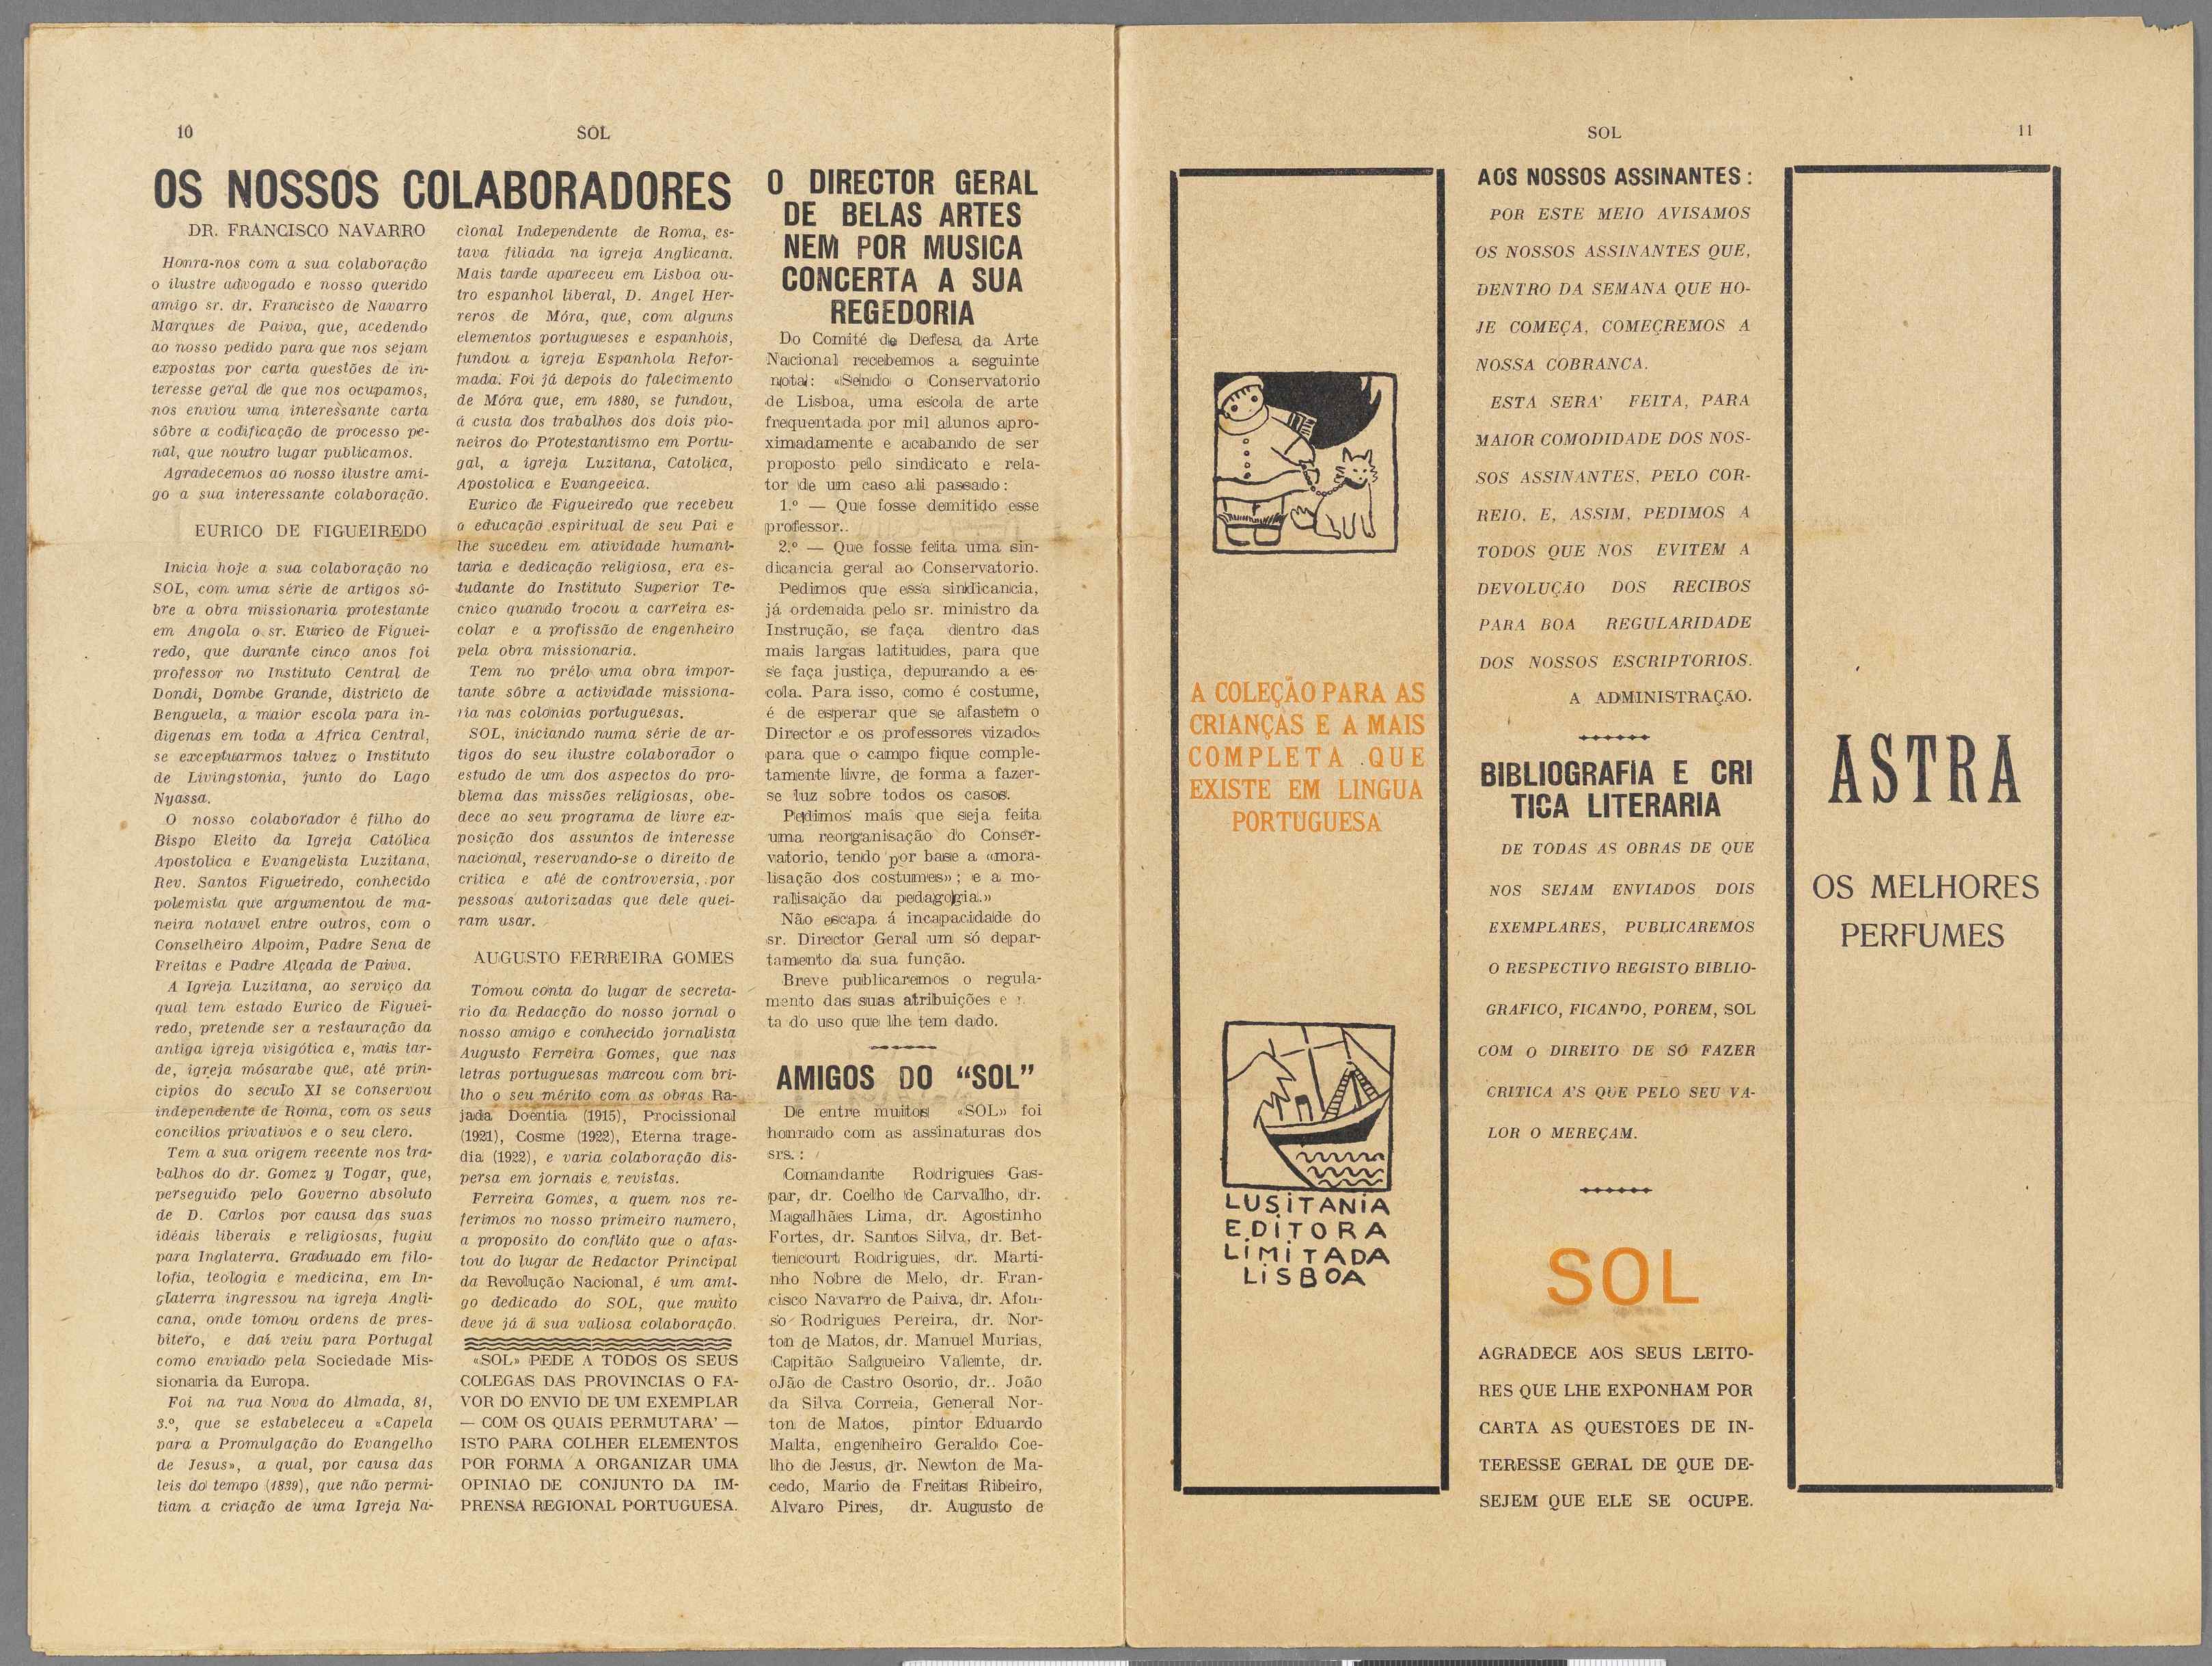 10
SOL
OS NOSSOS COLABORADORES
DR. FRANCISCO NAVARRO
Honra-nos com a sua colaboração
o ilustre advogado e nosso querido
amigo sr. dr. Francisco de Navarro
Marques de Paiva, que, acedendo
ao nosso pedido para que nos sejam
expostas por carta questões de in-
teresse geral de que nos ocupamos,
nos enviou uma interessante carta
sôbre a codificação de processo pe-
nal, que noutro lugar publicamos.
Agradecemos ao nosso ilustre ami-
go a sua interessante colaboração.
EURICO DE FIGUEIREDO
Inicia hoje a sua colaboração no
SOL, com uma série de artigos sô-
bre a obra missionaria protestante
em Angola o sr. Eurico de Figuei-
redo, que durante cinco anos foi
professor no Instituto Central de
Dondi, Dombe Grande, districto de
Benguela, a maior escola para in-
digenas em toda a Africa Central,
se exceptuarmos talvez o Instituto
de Livingstonia, junto do Lago
Nyassa.
O nosso colaborador é filho do
Bispo Eleito da Igreja Católica
Apostolica e Evangelista Luzitana,
Rev. Santos Figueiredo, conhecido
polemista que argumentou de ma-
neira notavel entre outros, com o
Conselheiro Alpoim, Padre Sena de
Freitas e Padre Alçada de Paiva.
A Igreja Luzitana, ao serviço da
qual tem estado Eurico de Figuei-
redo, pretende ser a restauração da
antiga igreja visigótica e, mais tar-
de, igreja mósarabe que, até prin-
cipios do seculo XI se conservou
independente de Roma, com os seus
concilios privativos e o seu clero.
Tem a sua origem recente nos tra-
balhos do dr. Gomez y Togar, que,
perseguido pelo Governo absoluto
de D. Carlos por causa das suas
idéais liberais e religiosas, fugiu
para Inglaterra. Graduado em filo-
lofia, teologia e medicina, em In-
glaterra ingressou na igreja Angli-
cana, onde tomou ordens de pres-
bitero, e daí veiu para Portugal
como enviado pela Sociedade Mis-
sionaria da Europa.
Foi na rua Nova do Almada, 81,
3.º, que se estabeleceu a «Capela
para a Promulgação do Evangelho
de Jesus», a qual, por causa das
leis do tempo (1839), que não permi-
tiam a criação de uma Igreja Na-
cional Independente de Roma, es-
tava filiada na igreja Anglicana.
Mais tarde apareceu em Lisboa ou-
tro espanhol liberal, D. Angel Her-
reros de Móra, que, com alguns
elementos portugueses e espanhois,
fundou a igreja Espanhola Refor-
mada. Foi já depois do falecimento
de Móra que, em 1880, se fundou,
á custa dos trabalhos dos dois pio-
neiros do Protestantismo em Portu-
gal, a igreja Luzitana, Catolica,
Apostolica e Evangeeica.
Eurico de Figueiredo que recebeu
a educação espiritual de seu Pai e
lhe sucedeu em atividade humani-
taria e dedicação religiosa, era es-
tudante do Instituto Superior Te-
cnico quando trocou a carreira es-
colar e a profissão de engenheiro
pela obra missionaria.
Tem no prélo uma obra impor-
tante sôbre a actividade missiona-
ria nas colonias portuguesas.
SOL, iniciando numa série de ar-
tigos do seu ilustre colaborador o
estudo de um dos aspectos do pro-
blema das missões religiosas, obe-
dece ao seu programa de livre ex-
posição dos assuntos de interesse
nacional, reservando-se o direito de
critica e até de controversia, por
pessoas autorizadas que dele quei-
ram usar.
AUGUSTO FERREIRA GOMES
Tomou conta do lugar de secreta-
rio da Redacção do nosso jornal o
nosso amigo e conhecido jornalista
Augusto Ferreira Gomes, que nas
letras portuguesas marcou com bri-
lho o seu mérito com as obras Ra-
jada Doentia (1915), Procissional
(1921), Cosme (1922), Eterna trage-
dia (1922), e varia colaboração dis-
persa em jornais e revistas.
Ferreira Gomes, a quem nos re-
ferimos no nosso primeiro numero,
a proposito do conflito que o afas-
tou do lugar de Redactor Principal
da Revolução Nacional, é um ami-
go dedicado do SOL, que muito
deve já á sua valiosa colaboração.
«SOL» PEDE A TODOS OS SEUS
COLEGAS DAS PROVINCIAS O FA-
VOR DO ENVIO DE UM EXEMPLAR
— COM OS QUAIS PERMUTARA' —
ISTO PARA COLHER ELEMENTOS
POR FORMA A ORGANIZAR UMA
OPINIAO DE CONJUNTO DA IM-
PRENSA REGIONAL PORTUGUESA.
O DIRECTOR GERAL
DE BELAS ARTES
NEM POR MUSICA
CONCERTA A SUA
REGEDORIA
Do Comité de Defesa da Arte
Nacional recebemos a seguinte
nota: «Sendo o Conservatorio
de Lisboa, uma escola de arte
frequentada por mil alunos apro-
ximadamente e acabando de ser
proposto pelo sindicato e rela-
tor de um caso ali passado:
1.º — Que fosse demitido esse
professor..
2.º — Que fosse feita uma sin-
dicancia geral ao Conservatorio.
Pedimos que essa sindicancia,
já ordenada pelo sr. ministro da
Instrução, se faça dentro das
mais largas latitudes, para que
se faça justiça, depurando a es-
cola. Para isso, como é costume,
é de esperar que se afastem o
Director e os professores vizados
para que o campo fique comple-
tamente livre, de forma a fazer-
se luz sobre todos os casos.
Pedimos mais que seja feita
uma reorganisação do Conser-
vatorio, tendo por base a «mora-
lisação dos costumes»; e a mo-
ralisação da pedagogia.»
Não escapa á incapacidade do
sr. Director Geral um só depar-
tamento da sua função.
Breve publicaremos o regula-
mento das suas atribuições e
ta do uso que lhe tem dado.
AMIGOS DO “SOL”
De entre muitos «SOL» foi
honrado com as assinaturas dos
srs.:
Comandante Rodrigues Gas-
par, dr. Coelho de Carvalho, dr.
Magalhães Lima, dr. Agostinho
Fortes, dr. Santos Silva, dr. Bet-
tencourt Rodrigues, dr. Marti-
nho Nobre de Melo, dr. Fran-
cisco Navarro de Paiva, dr. Afon-
so Rodrigues Pereira, dr. Nor-
ton de Matos, dr. Manuel Murias,
Capitão Salgueiro Valente, dr.
oJão de Castro Osorio, dr.. João
da Silva Correia, General Nor-
ton de Matos, pintor Eduardo
Malta, engenheiro Geraldo Coe-
lho de Jesus, dr. Newton de Ma-
cedo, Mario de Freitas Ribeiro,
Alvaro Pires, dr. Augusto de
SOL
11
A COLEÇÃO PARA AS
CRIANÇAS E A MAIS
COMPLETA QUE
EXISTE EM LINGUA
PORTUGUESA
LUSITANIA
EDITORA
LIMITADA
LISBOA
AOS NOSSOS ASSINANTES:
POR ESTE MEIO AVISAMOS
OS NOSSOS ASSINANTES QUE,
DENTRO DA SEMANA QUE HO-
JE COMEÇA, COMEÇREMOS A
NOSSA COBRANCA.
ESTA SERA' FEITA, PARA
MAIOR COMODIDADE DOS NOS-
SOS ASSINANTES, PELO COR-
REIO. E, ASSIM, PEDIMOS A
TODOS QUE NOS EVITEM A
DEVOLUÇÃO DOS RECIBOS
PARA BOA REGULARIDADE
DOS NOSSOS ESCRIPTORIOS.
A ADMINISTRAÇÃO.
BIBLIOGRAFIA E CRI
TICA LITERARIA
DE TODAS AS OBRAS DE QUE
NOS SEJAM ENVIADOS DOIS
EXEMPLARES, PUBLICAREMOS
O RESPECTIVO REGISTO BIBLIO-
GRAFICO, FICANDO, POREM, SOL
COM O DIREITO DE SÓ FAZER
CRITICA A'S QUE PELO SEU VA-
LOR O MEREÇAM.
SOL
AGRADECE AOS SEUS LEITO-
RES QUE LHE EXPONHAM POR
CARTA AS QUESTÕES DE IN-
TERESSE GERAL DE QUE DE-
SEJEM QUE ELE SE OCUPE.
ASTRA
OS MELHORES
PERFUMES